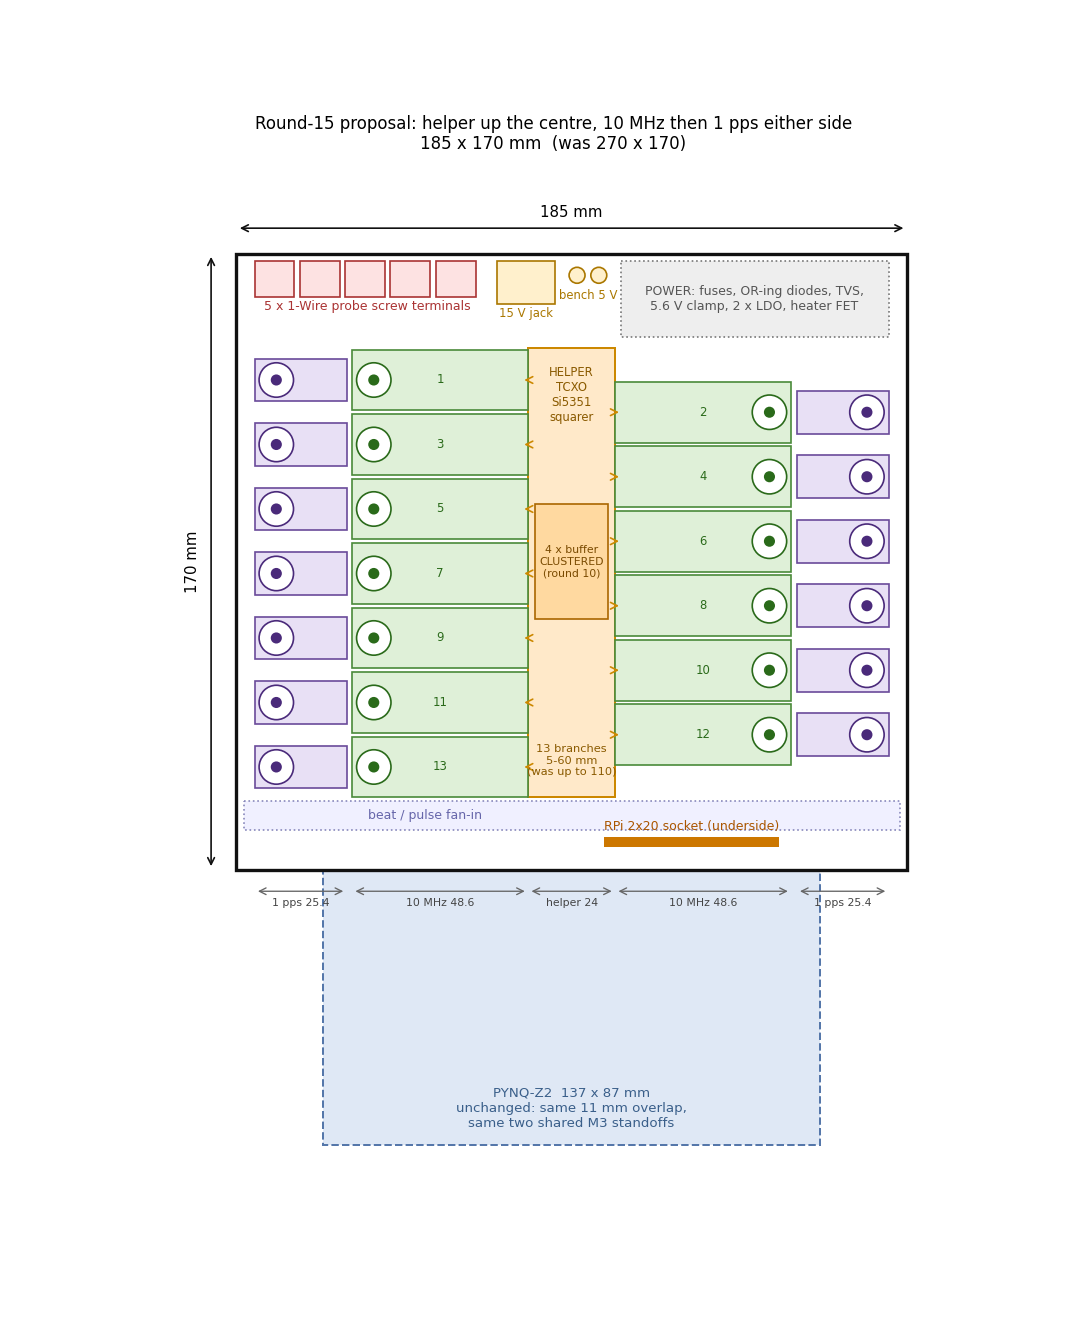 Round-15 proposal: helper up the centre, 10 MHz then 1 pps either side
185 x 170 mm  (was 270 x 170)
185 mm
170 mm
5 x 1-Wire probe screw terminals
15 V jack
bench 5 V
POWER: fuses, OR-ing diodes, TVS,
5.6 V clamp, 2 x LDO, heater FET
HELPER
TCXO
Si5351
squarer
1
2
3
4
5
6
7
8
9
10
11
12
13
4 x buffer
CLUSTERED
(round 10)
13 branches
5-60 mm
(was up to 110)
beat / pulse fan-in
RPi 2x20 socket (underside)
1 pps 25.4
10 MHz 48.6
helper 24
10 MHz 48.6
1 pps 25.4
PYNQ-Z2  137 x 87 mm
unchanged: same 11 mm overlap,
same two shared M3 standoffs